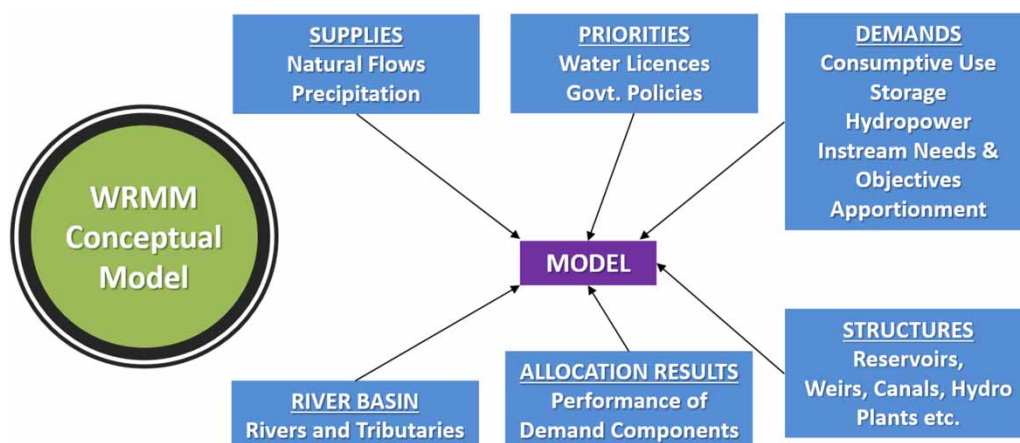 SUPPLIES
Natural Flows
Precipitation
PRIORITIES
Water Licences
Govt. Policies
DEMANDS
Consumptive Use
Storage
Hydropower
Instream Needs &
Objectives
Apportionment
WRMM
Conceptual
Model
MODEL
RIVER BASIN
Rivers and Tributaries
ALLOCATION RESULTS
Performance of
Demand Components
STRUCTURES
Reservoirs,
Weirs, Canals, Hydro
Plants etc.